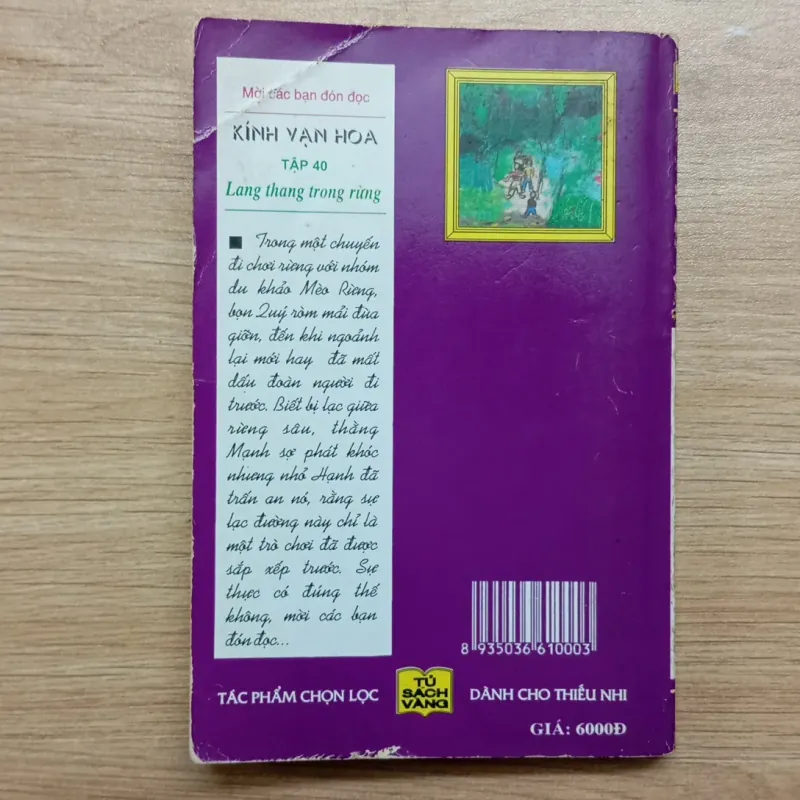 Mời các bạn đón đọc
KÍNH VẠN HOA
TẬP 40
Lang thang trong rừng
Trong một chuyến
đi chơi rừng với nhóm
du khảo Mèo Rừng,
bọn Quý ròm mải đùa
giỡn, đến khi ngoảnh
lại mới hay đã mất
dấu đoàn người đi
trước. Biết bị lạc giữa
rừng sâu, thằng
Mạnh sợ phát khóc
nhưng nhỏ Hạnh đã
trấn an nó, rằng sự
lạc đường này chỉ là
một trò chơi đã được
sắp xếp trước. Sự
thực có đúng thế
không, mời các bạn
đón đọc...
8 935036 610003
TÁC PHẨM CHỌN LỌC
TỦ
SÁCH
VÀNG
DÀNH CHO THIẾU NHI
GIÁ: 6000Đ